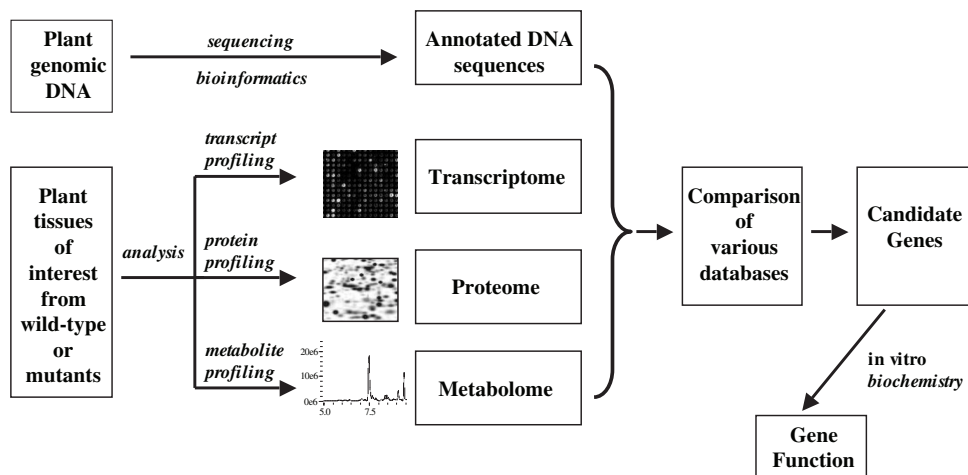 Plant
genomic
DNA
sequencing
bioinformatics
Annotated DNA
sequences
Plant
tissues
of
interest
from
wild-type
or
mutants
analysis
transcript
profiling
Transcriptome
protein
profiling
Proteome
metabolite
profiling
20e6
10e6
0e6
5.0
7.5
Metabolome
Comparison
of
various
databases
Candidate
Genes
in vitro
biochemistry
Gene
Function